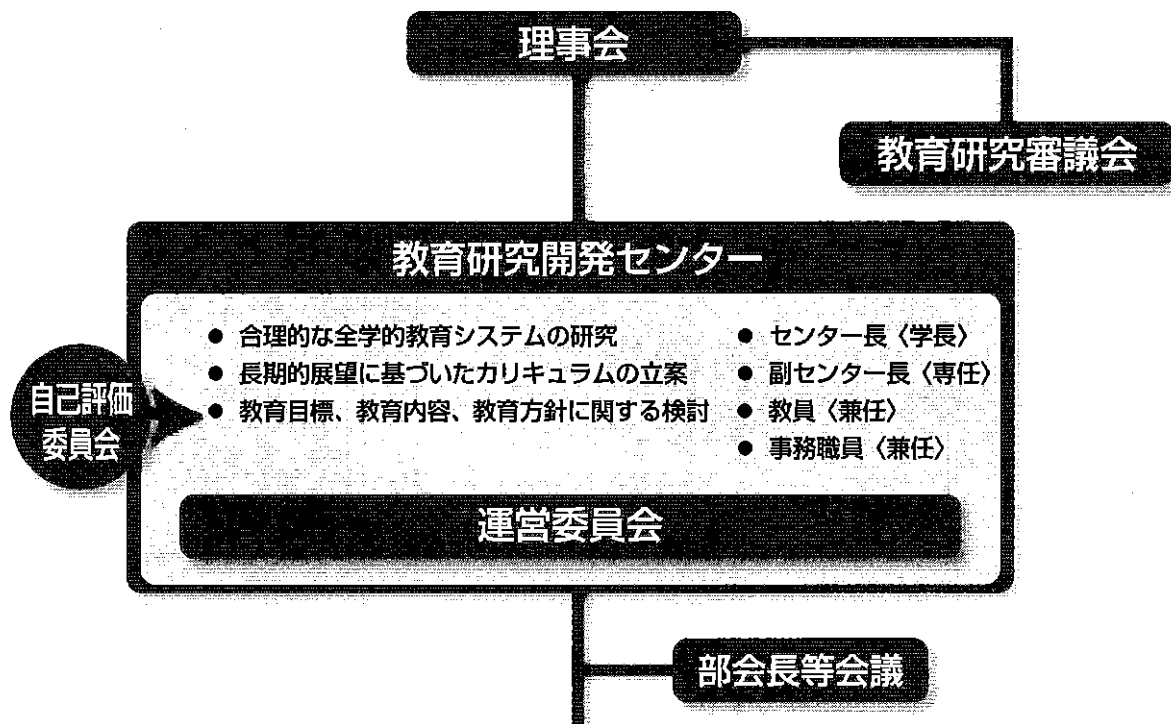 理事会
教育研究審議会
教育研究開発センター
● 合理的な全学的教育システムの研究
● 長期的展望に基づいたカリキュラムの立案
● 教育目標、教育内容、教育方針に関する検討
● センター長〈学長〉
● 副センター長〈専任〉
● 教員〈兼任〉
● 事務職員〈兼任〉
自己評価
委員会
運営委員会
部会長等会議